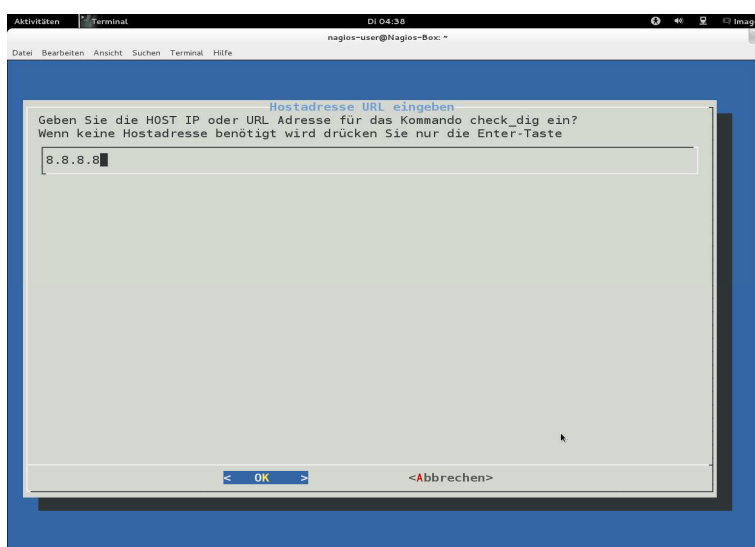 Aktivitäten Terminal Di 04:38
nagios-user@Nagios-Box: ~
Datei Bearbeiten Ansicht Suchen Terminal Hilfe
Hostadresse URL eingeben
Geben Sie die HOST IP oder URL Adresse für das Kommando check_dig ein?
Wenn keine Hostadresse benötigt wird drücken Sie nur die Enter-Taste
8.8.8.8
< OK > <Abbrechen>